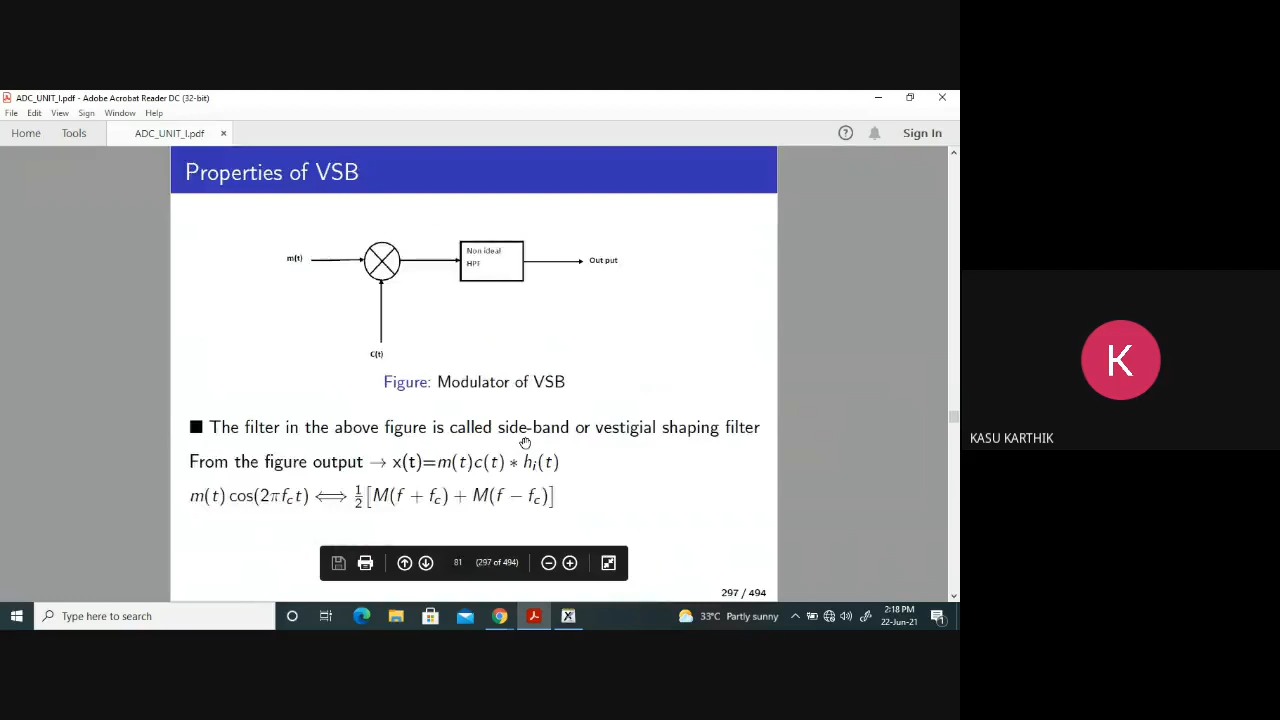 ADC_UNIT_I.pdf - Adobe Acrobat Reader DC (32-bit)
File Edit View Sign Window Help
Home Tools ADC_UNIT_I.pdf × Sign In
Properties of VSB
m(t)
Non ideal
HPF
Out put
C(t)
Figure: Modulator of VSB
■ The filter in the above figure is called side-band or vestigial shaping filter
From the figure output → x(t)=m(t)c(t) ∗ hᵢ(t)
m(t) cos(2πf_c t) ⟺ ½[M(f + f_c) + M(f − f_c)]
81 (297 of 494)
297 / 494
Type here to search
33°C Partly sunny
2:18 PM
22-Jun-21
1
K
KASU KARTHIK